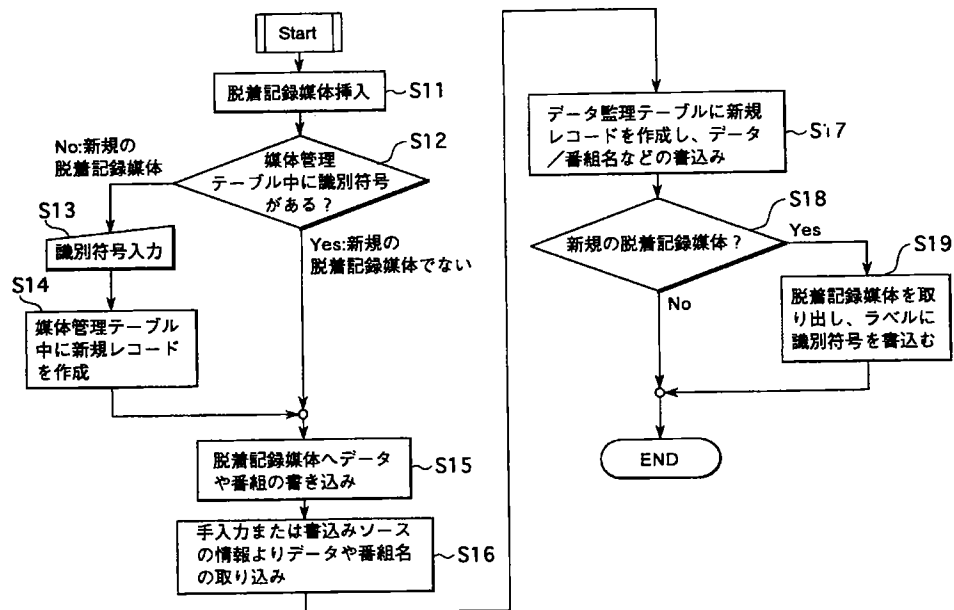 Start
脱着記録媒体挿入
S11
媒体管理
テーブル中に識別符号
がある？
S12
No:新規の
脱着記録媒体
S13
識別符号入力
Yes:新規の
脱着記録媒体でない
S14
媒体管理テーブル
中に新規レコード
を作成
脱着記録媒体へデータ
や番組の書き込み
S15
手入力または書込みソース
の情報よりデータや番組名
の取り込み
S16
データ監理テーブルに新規
レコードを作成し、データ
／番組名などの書込み
S17
新規の脱着記録媒体？
S18
Yes
No
S19
脱着記録媒体を取
り出し、ラベルに
識別符号を書込む
END